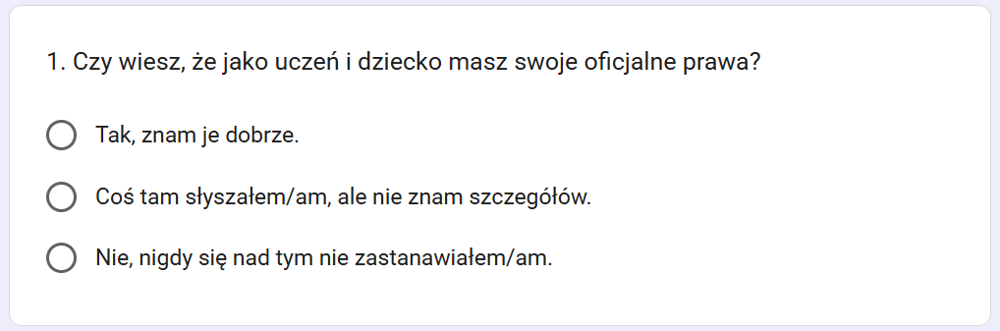 1. Czy wiesz, że jako uczeń i dziecko masz swoje oficjalne prawa?
Tak, znam je dobrze.
Coś tam słyszałem/am, ale nie znam szczegółów.
Nie, nigdy się nad tym nie zastanawiałem/am.